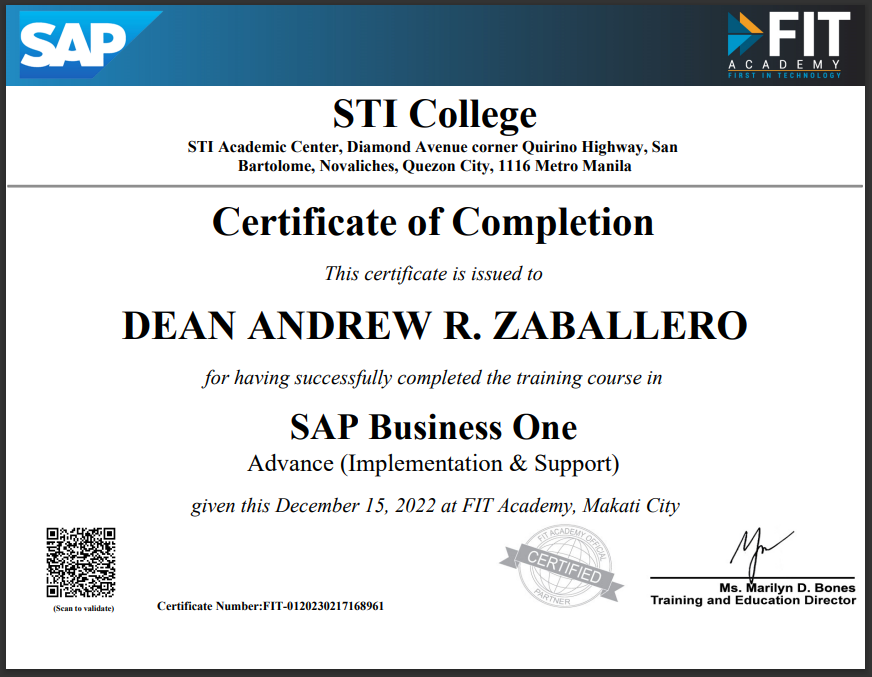 SAP
FIT
ACADEMY
FIRST IN TECHNOLOGY
STI College
STI Academic Center, Diamond Avenue corner Quirino Highway, San
Bartolome, Novaliches, Quezon City, 1116 Metro Manila
Certificate of Completion
This certificate is issued to
DEAN ANDREW R. ZABALLERO
for having successfully completed the training course in
SAP Business One
Advance (Implementation & Support)
given this December 15, 2022 at FIT Academy, Makati City
(Scan to validate)
Certificate Number:FIT-0120230217168961
FIT ACADEMY OFFICIAL
CERTIFIED
PARTNER
Ms. Marilyn D. Bones
Training and Education Director